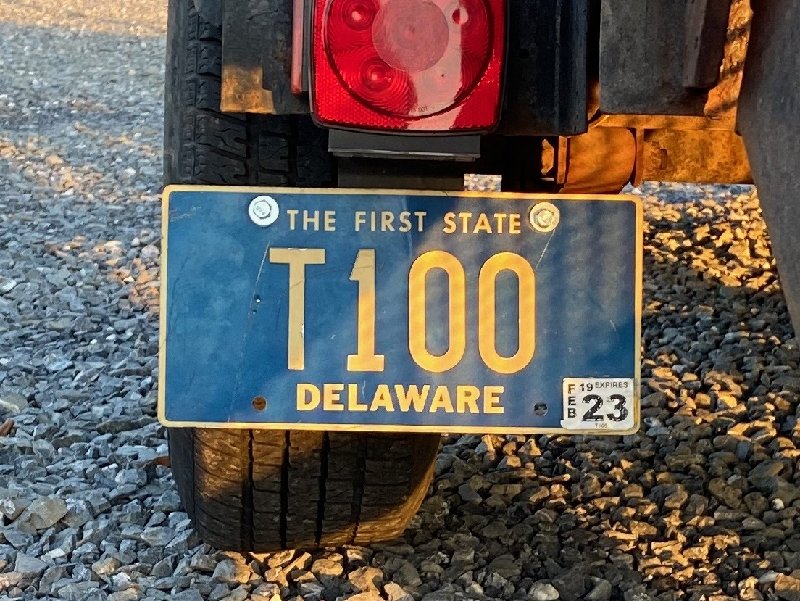 THE FIRST STATE
T100
DELAWARE
FEB 19 EXPIRES
23